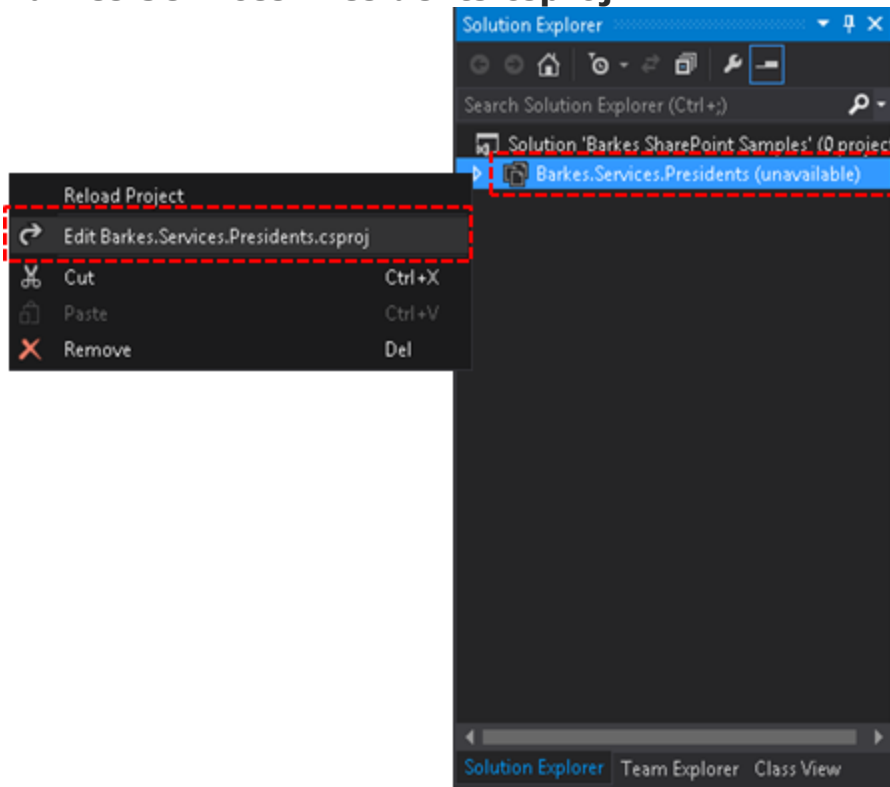 Solution Explorer
Search Solution Explorer (Ctrl+;)
Solution 'Barkes SharePoint Samples' (0 project
Barkes.Services.Presidents (unavailable)
Reload Project
Edit Barkes.Services.Presidents.csproj
Cut Ctrl+X
Paste Ctrl+V
Remove Del
Solution Explorer Team Explorer Class View